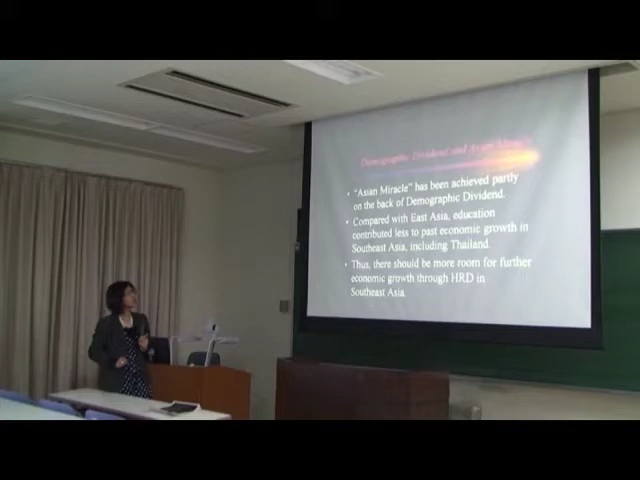 Demographic Dividend and Asian Miracle
• "Asian Miracle" has been achieved partly
on the back of Demographic Dividend.
• Compared with East Asia, education
contributed less to past economic growth in
Southeast Asia, including Thailand.
• Thus, there should be more room for further
economic growth through HRD in
Southeast Asia